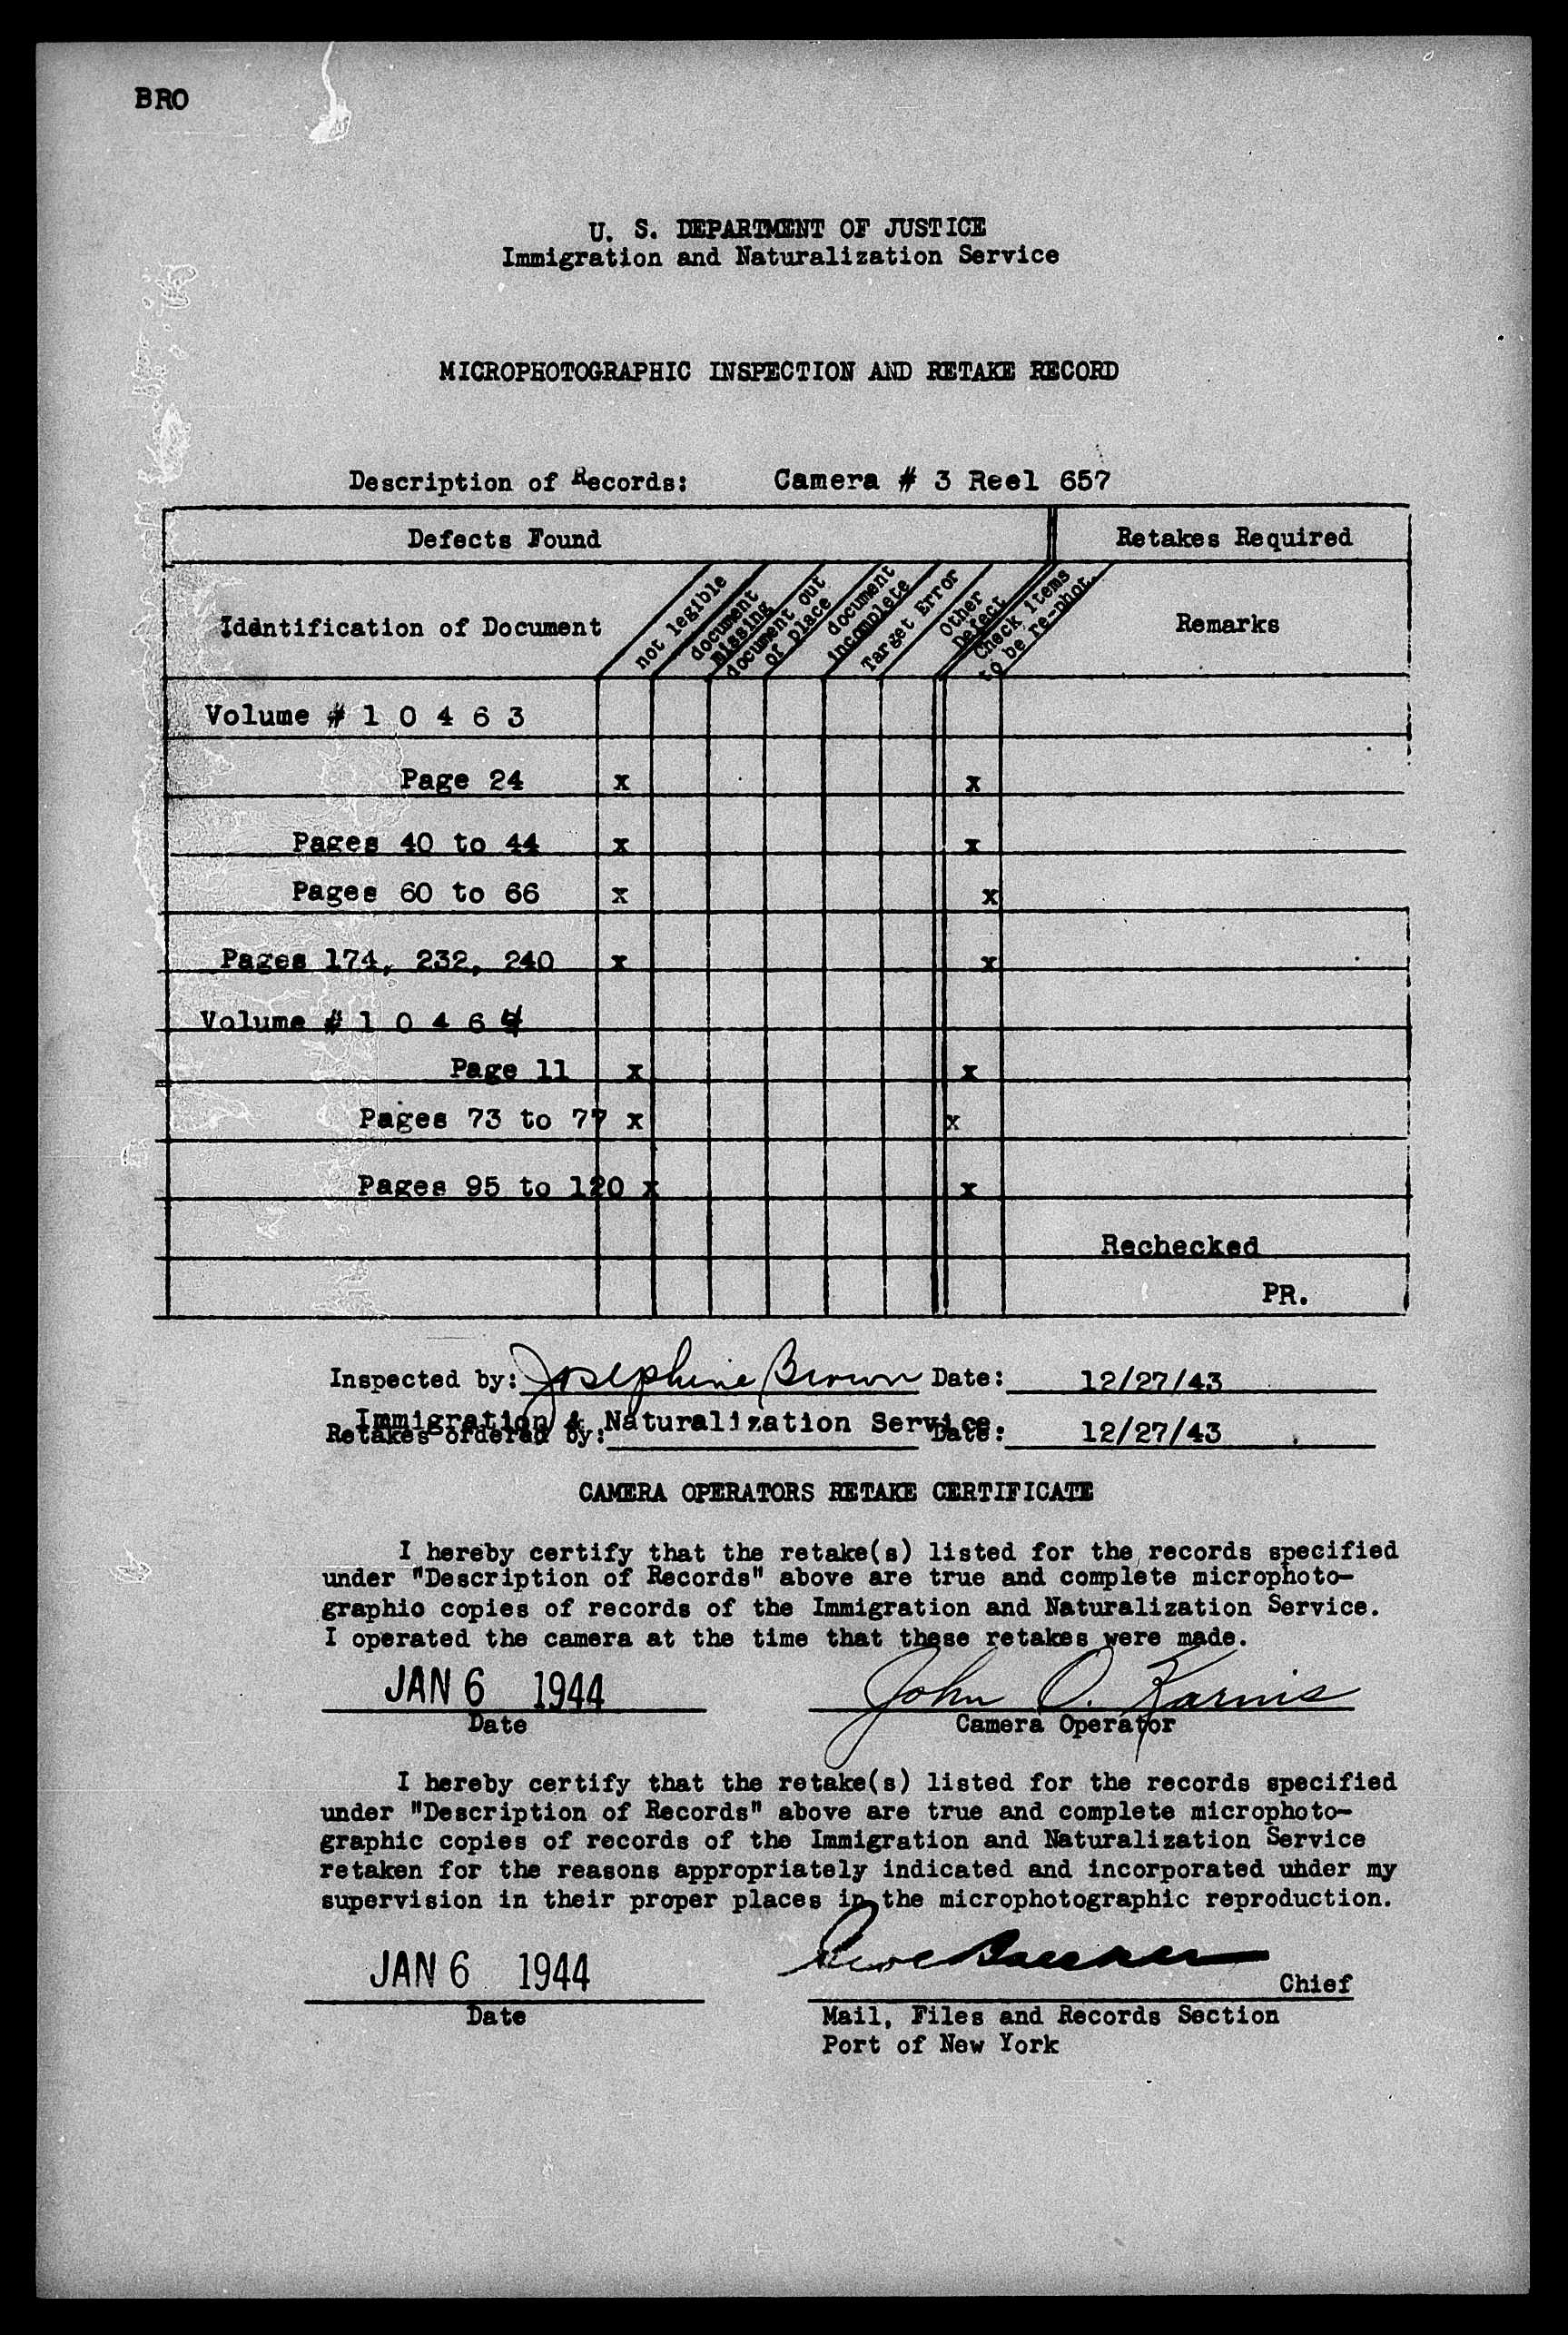 BRO
U. S. DEPARTMENT OF JUSTICE
Immigration and Naturalization Service
MICROPHOTOGRAPHIC INSPECTION AND RETAKE RECORD
Description of Records: Camera # 3 Reel 657
Defects Found Retakes Required
Identification of Document
not legible
document missing
document out of place
document incomplete
Target Error
Other Defect
Check items to be re-phot.
Remarks
Volume # 1 0 4 6 3
Page 24 x x
Pages 40 to 44 x x
Pages 60 to 66 x x
Pages 174, 232, 240 x x
Volume # 1 0 4 6 4
Page 11 x x
Pages 73 to 77 x x
Pages 95 to 120 x x
Rechecked
PR.
Inspected by: Josephine Brown Date: 12/27/43
Immigration & Naturalization Service.
Retakes ordered by: Date: 12/27/43
CAMERA OPERATORS RETAKE CERTIFICATE
I hereby certify that the retake(s) listed for the records specified
under "Description of Records" above are true and complete microphoto-
graphic copies of records of the Immigration and Naturalization Service.
I operated the camera at the time that these retakes were made.
JAN 6 1944 John O. Karnis
Date Camera Operator
I hereby certify that the retake(s) listed for the records specified
under "Description of Records" above are true and complete microphoto-
graphic copies of records of the Immigration and Naturalization Service
retaken for the reasons appropriately indicated and incorporated under my
supervision in their proper places in the microphotographic reproduction.
JAN 6 1944 Chief
Date Mail, Files and Records Section
Port of New York